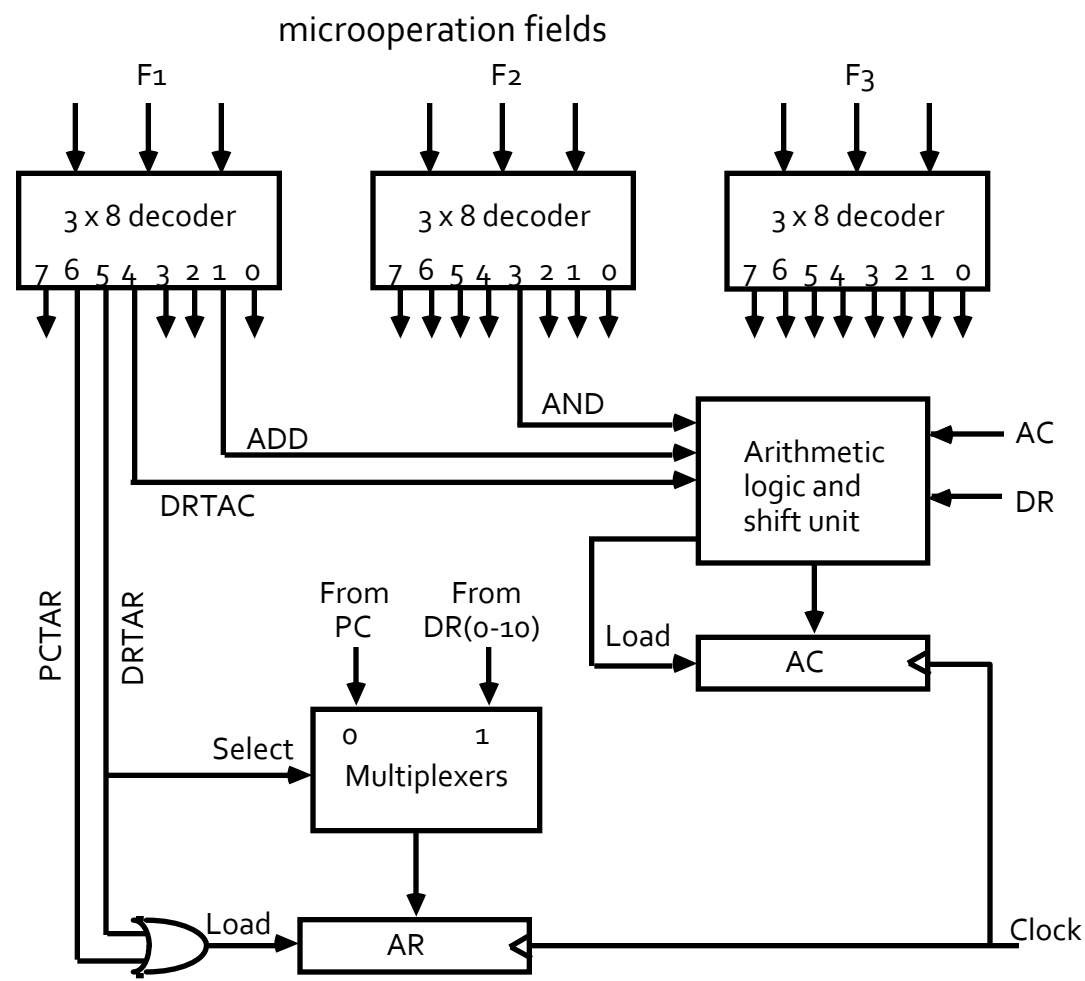 microoperation fields
F1 F2 F3
3 x 8 decoder 3 x 8 decoder 3 x 8 decoder
7 6 5 4 3 2 1 0 7 6 5 4 3 2 1 0 7 6 5 4 3 2 1 0
AND
ADD
DRTAC
Arithmetic
logic and
shift unit
AC
DR
PCTAR
DRTAR
From
PC
From
DR(0-10)
Load
AC
0 1
Select
Multiplexers
Load
AR
Clock